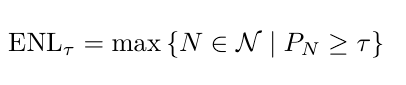 ENL_τ = max {N ∈ 𝒩 | P_N ≥ τ}